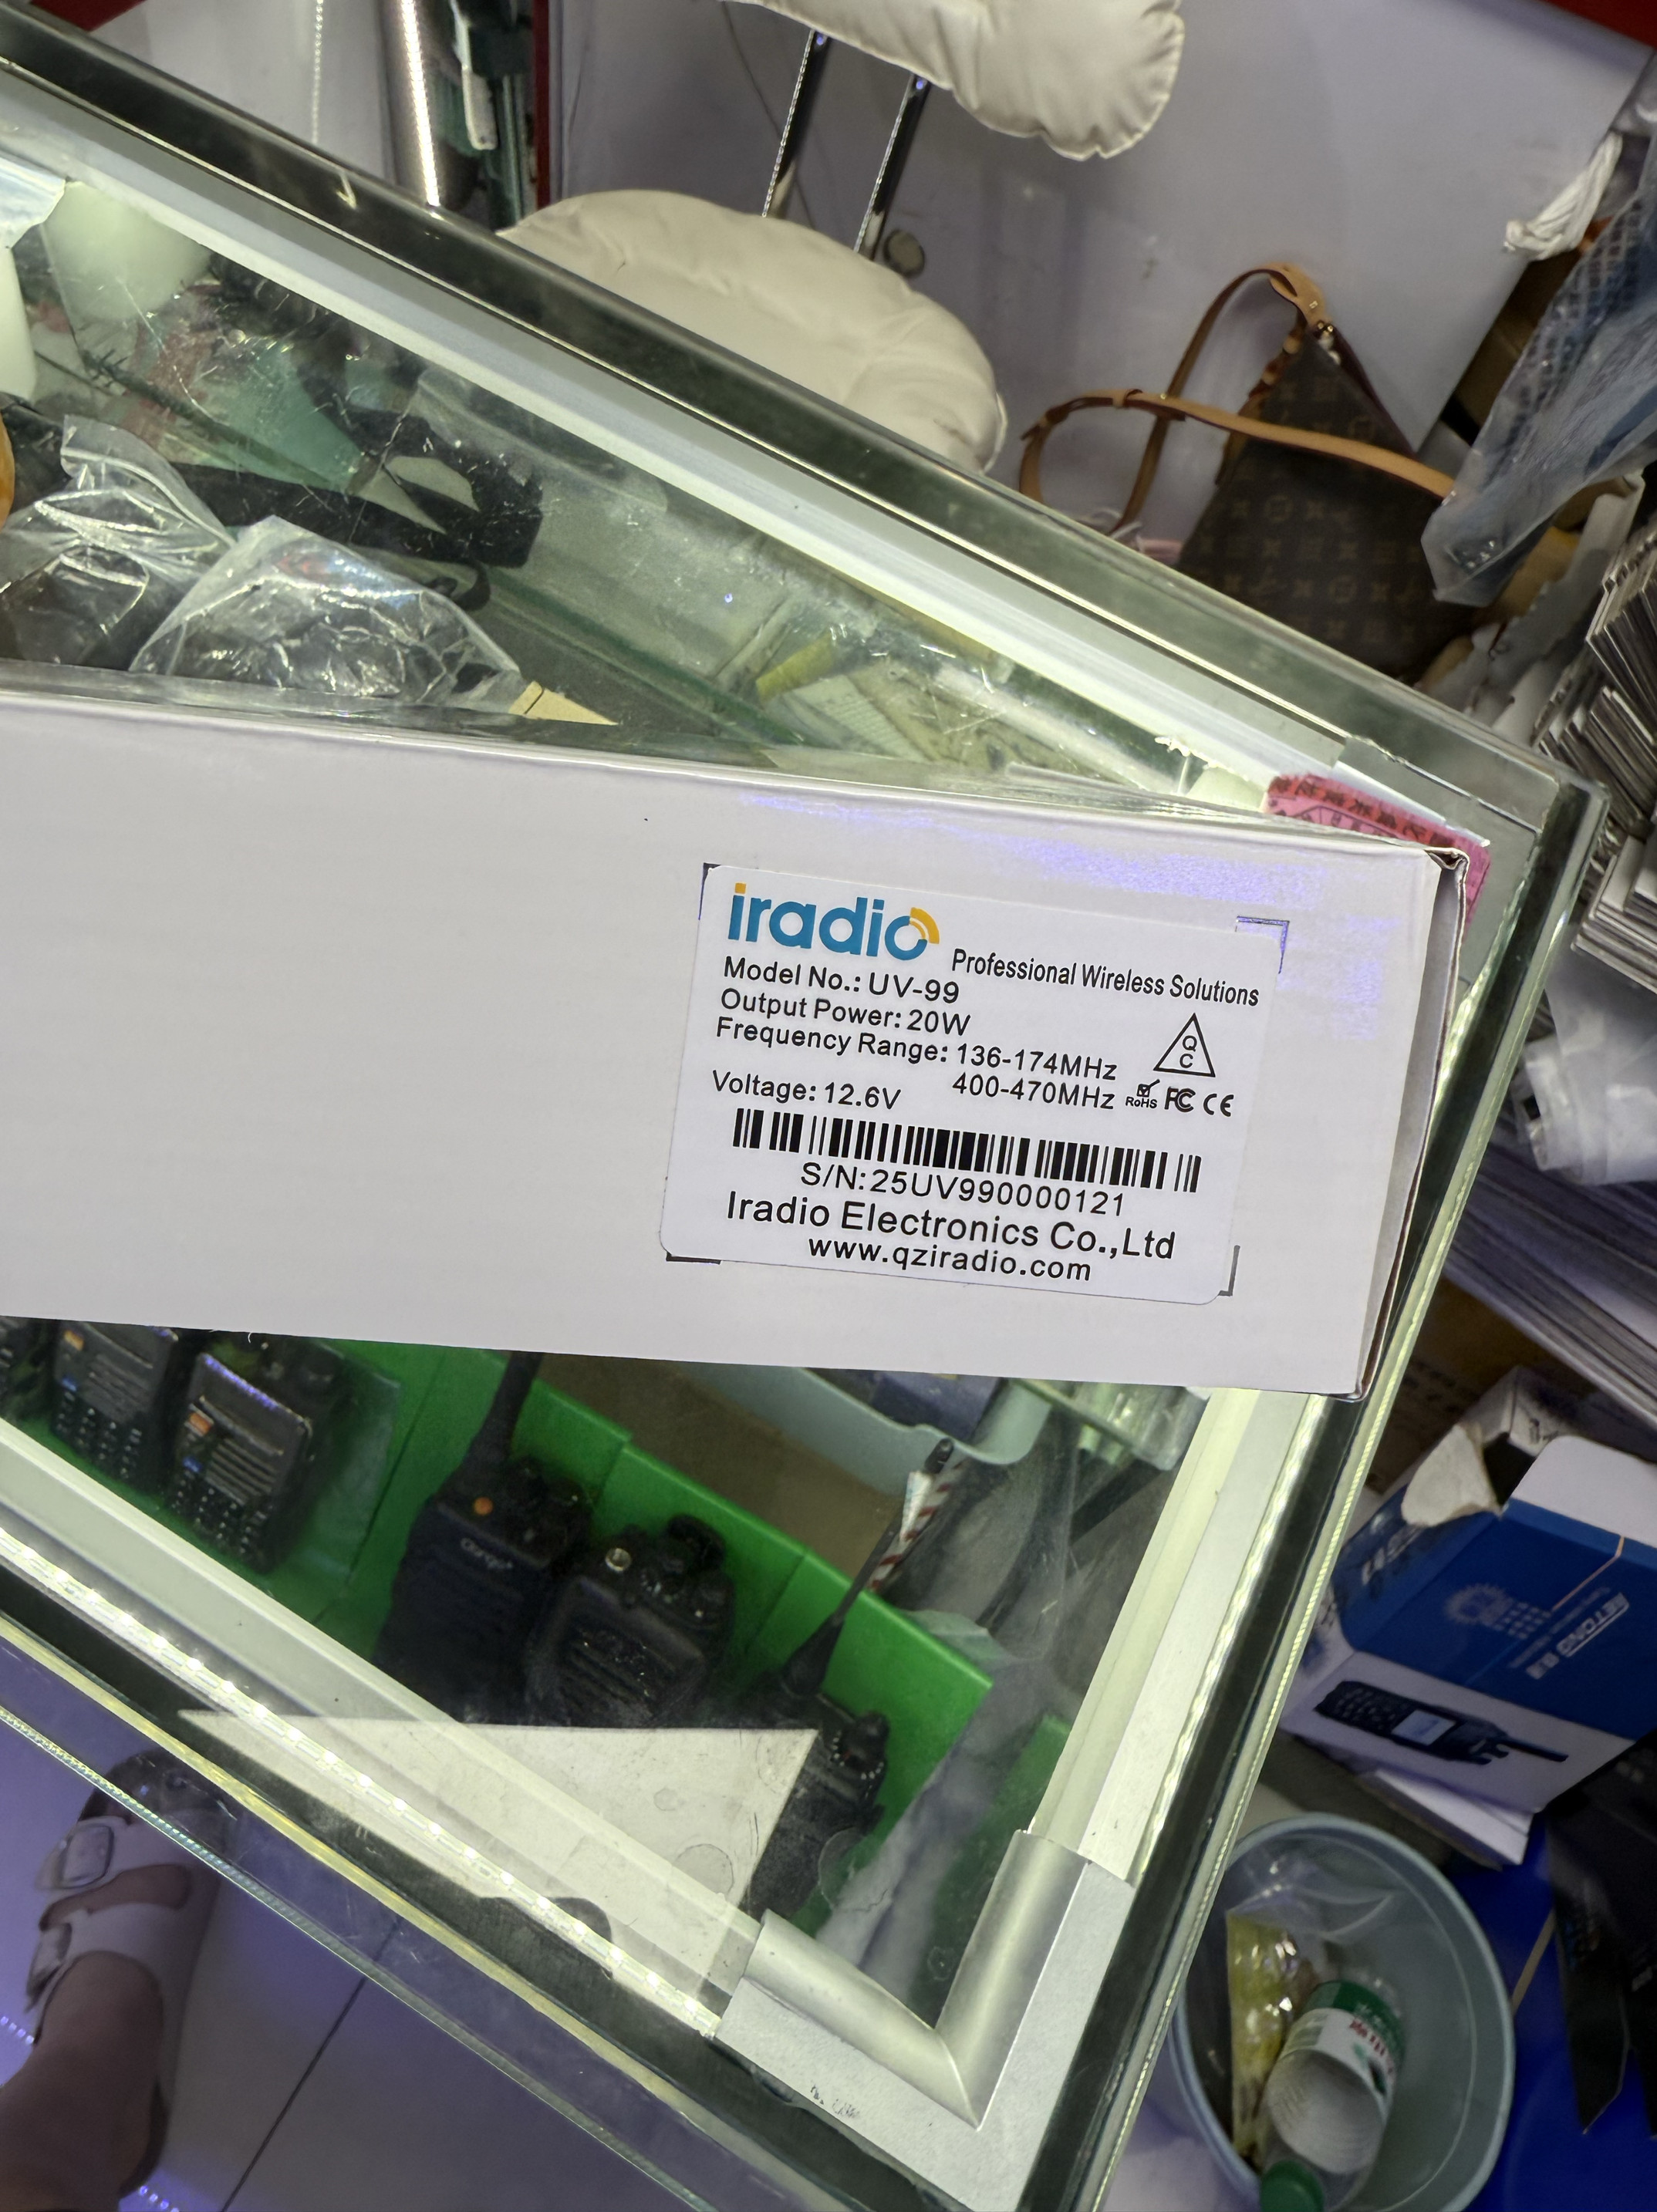 iradio
Professional Wireless Solutions
Model No.: UV-99
Output Power: 20W
Frequency Range: 136-174MHz
400-470MHz
QC
RoHS FC CE
Voltage: 12.6V
S/N:25UV990000121
Iradio Electronics Co.,Ltd
www.qziradio.com